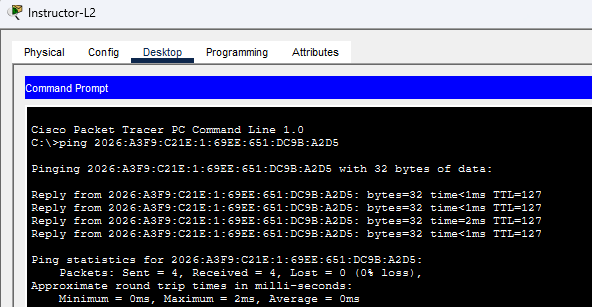 Instructor-L2
Physical Config Desktop Programming Attributes
Command Prompt
Cisco Packet Tracer PC Command Line 1.0
C:\>ping 2026:A3F9:C21E:1:69EE:651:DC9B:A2D5
Pinging 2026:A3F9:C21E:1:69EE:651:DC9B:A2D5 with 32 bytes of data:
Reply from 2026:A3F9:C21E:1:69EE:651:DC9B:A2D5: bytes=32 time<1ms TTL=127
Reply from 2026:A3F9:C21E:1:69EE:651:DC9B:A2D5: bytes=32 time<1ms TTL=127
Reply from 2026:A3F9:C21E:1:69EE:651:DC9B:A2D5: bytes=32 time=2ms TTL=127
Reply from 2026:A3F9:C21E:1:69EE:651:DC9B:A2D5: bytes=32 time<1ms TTL=127
Ping statistics for 2026:A3F9:C21E:1:69EE:651:DC9B:A2D5:
Packets: Sent = 4, Received = 4, Lost = 0 (0% loss),
Approximate round trip times in milli-seconds:
Minimum = 0ms, Maximum = 2ms, Average = 0ms